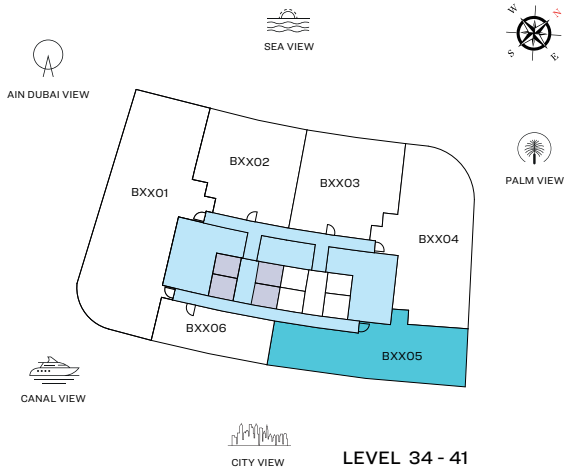 W
N
S
E
SEA VIEW
AIN DUBAI VIEW
PALM VIEW
BXX02
BXX03
BXX01
BXX04
BXX06
BXX05
CANAL VIEW
CITY VIEW
LEVEL 34 - 41